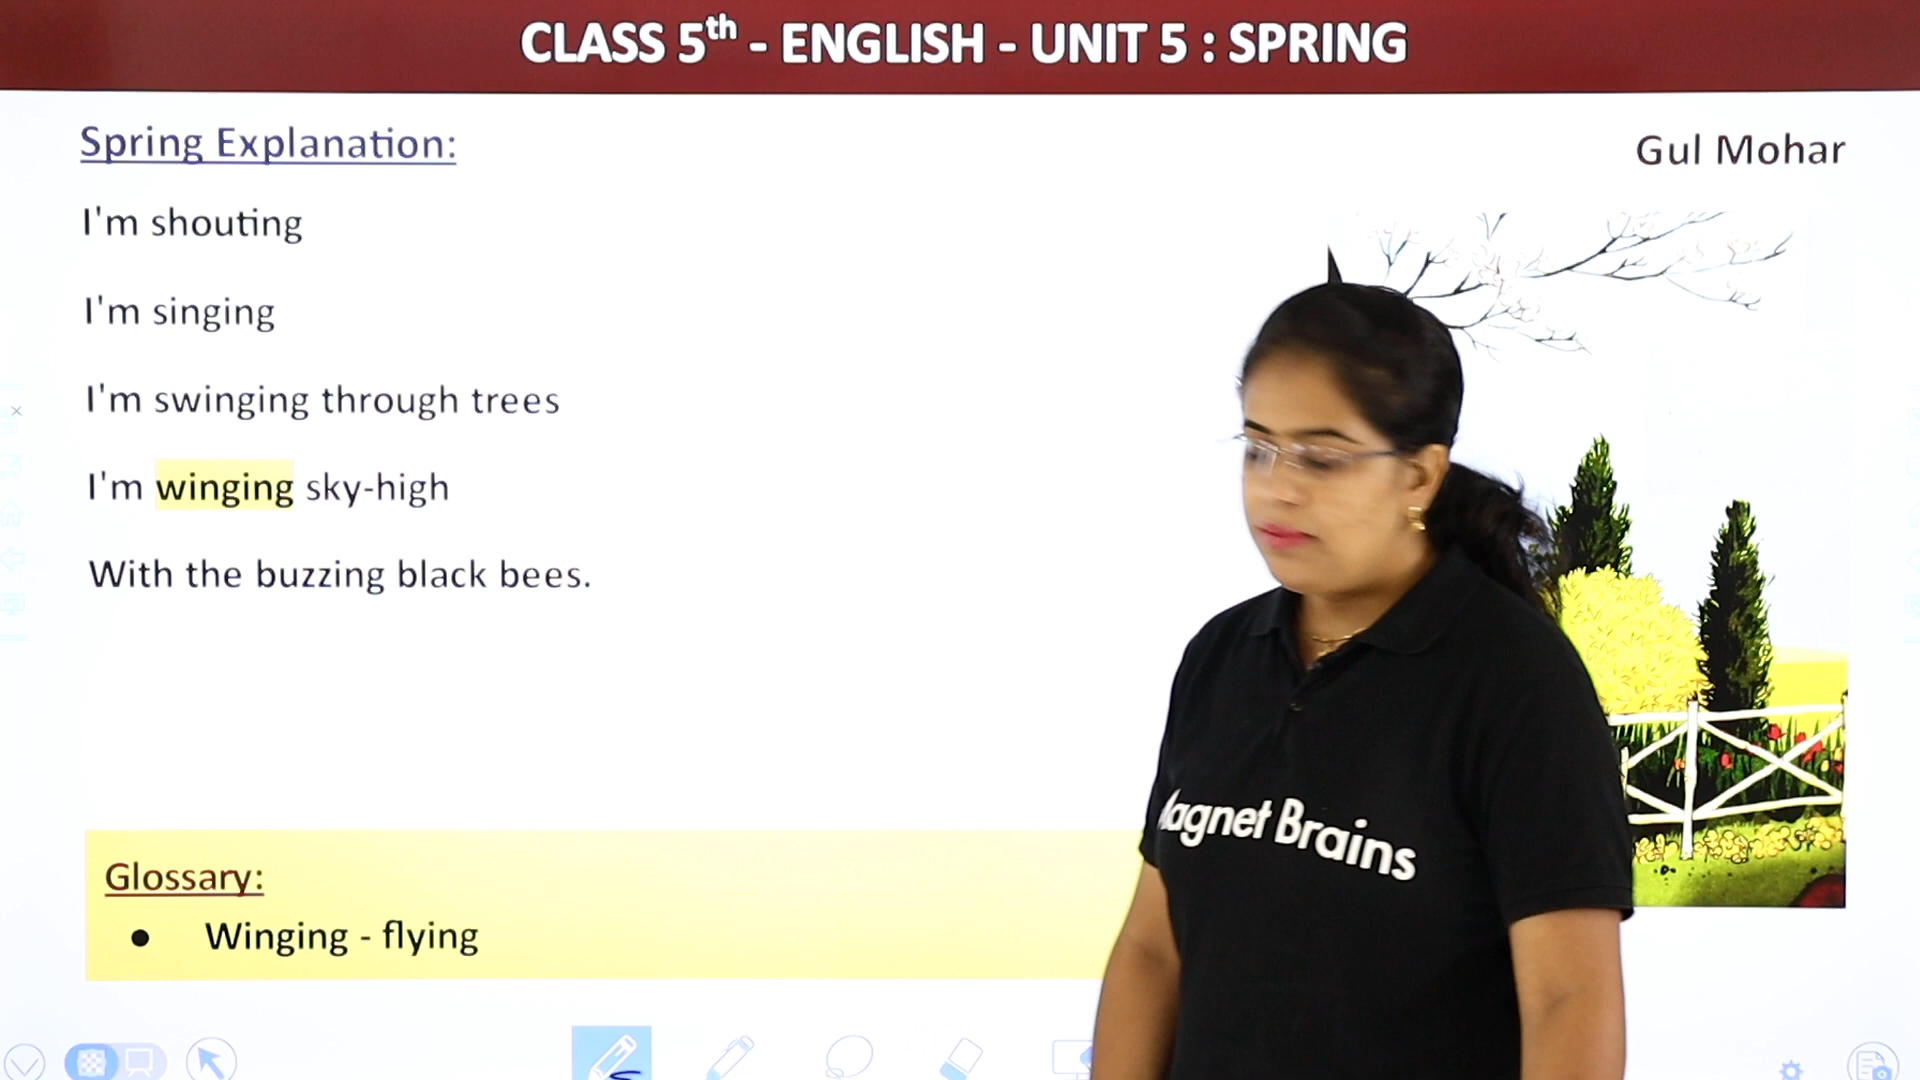 CLASS 5th - ENGLISH - UNIT 5 : SPRING
Spring Explanation:
Gul Mohar
I'm shouting
I'm singing
I'm swinging through trees
I'm winging sky-high
With the buzzing black bees.
Glossary:
● Winging - flying
agnet Brains